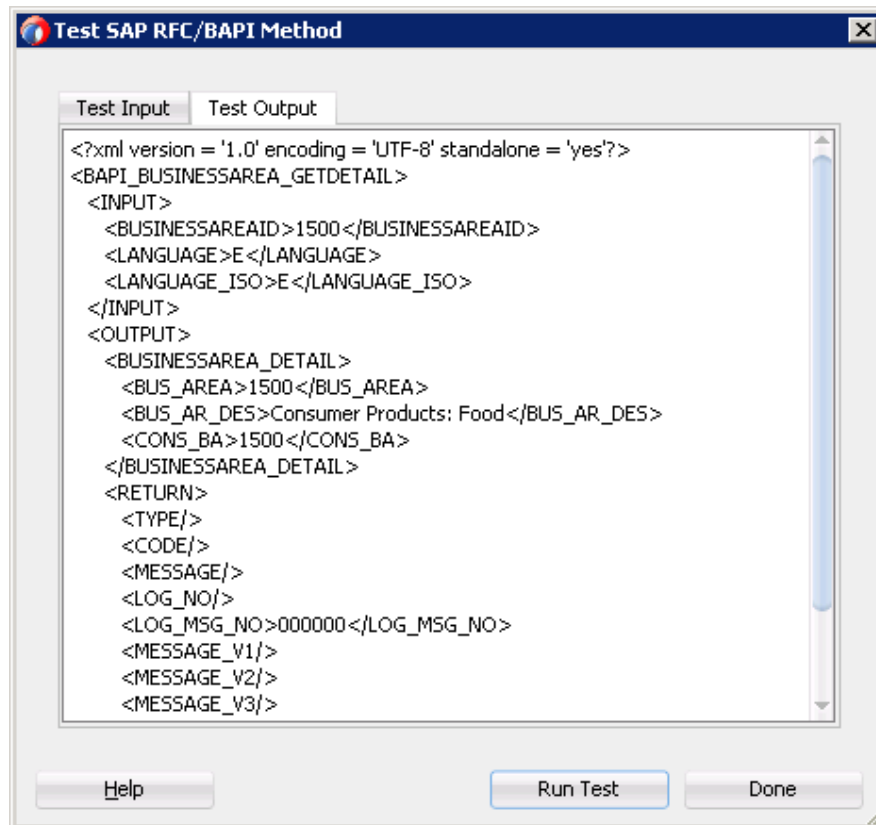 Test SAP RFC/BAPI Method
Test Input Test Output
<?xml version = '1.0' encoding = 'UTF-8' standalone = 'yes'?>
<BAPI_BUSINESSAREA_GETDETAIL>
<INPUT>
<BUSINESSAREAID>1500</BUSINESSAREAID>
<LANGUAGE>E</LANGUAGE>
<LANGUAGE_ISO>E</LANGUAGE_ISO>
</INPUT>
<OUTPUT>
<BUSINESSAREA_DETAIL>
<BUS_AREA>1500</BUS_AREA>
<BUS_AR_DES>Consumer Products: Food</BUS_AR_DES>
<CONS_BA>1500</CONS_BA>
</BUSINESSAREA_DETAIL>
<RETURN>
<TYPE/>
<CODE/>
<MESSAGE/>
<LOG_NO/>
<LOG_MSG_NO>000000</LOG_MSG_NO>
<MESSAGE_V1/>
<MESSAGE_V2/>
<MESSAGE_V3/>
Help Run Test Done